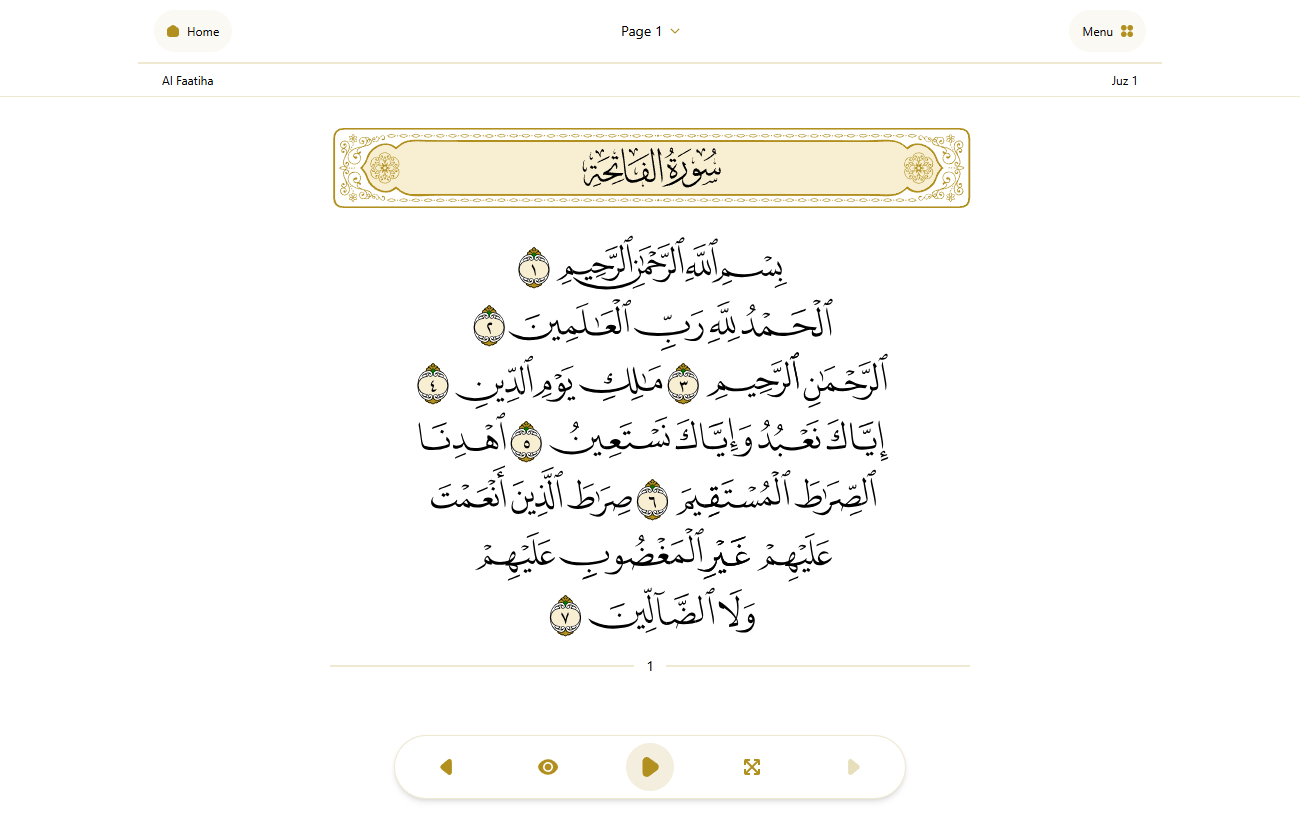 Home
Page 1
Menu
Al Faatiha
Juz 1
سُورَةُ الْفَاتِحَةِ
بِسْمِ ٱللَّهِ ٱلرَّحْمَٰنِ ٱلرَّحِيمِ ١
ٱلْحَمْدُ لِلَّهِ رَبِّ ٱلْعَٰلَمِينَ ٢
ٱلرَّحْمَٰنِ ٱلرَّحِيمِ ٣ مَٰلِكِ يَوْمِ ٱلدِّينِ ٤
إِيَّاكَ نَعْبُدُ وَإِيَّاكَ نَسْتَعِينُ ٥ ٱهْدِنَا
ٱلصِّرَٰطَ ٱلْمُسْتَقِيمَ ٦ صِرَٰطَ ٱلَّذِينَ أَنْعَمْتَ
عَلَيْهِمْ غَيْرِ ٱلْمَغْضُوبِ عَلَيْهِمْ
وَلَا ٱلضَّآلِّينَ ٧
1